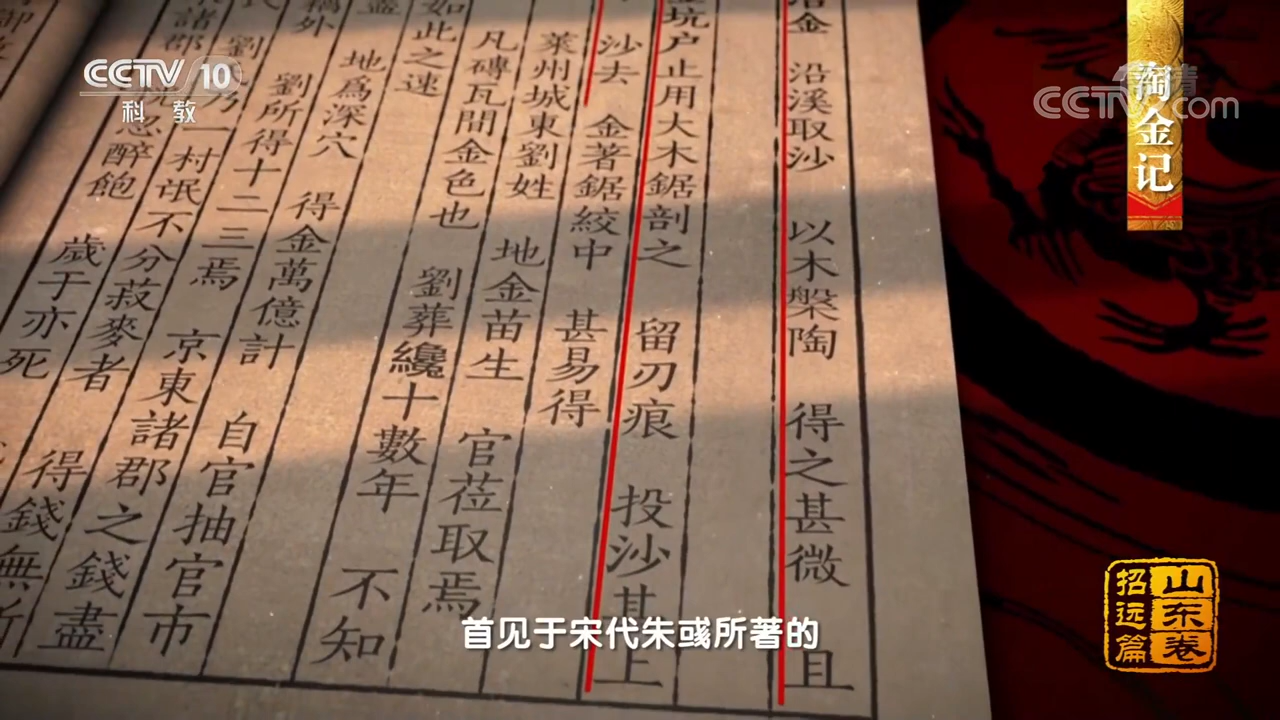 CCTV 10
科教
CCTV.com
淘金记
沿溪取沙 以木槃陶 得之甚微 且
坑户止用大木鋸剖之 留刃痕 投沙其上
沙去 金著鋸紋中 甚易得
萊州城東劉姓 地金苗生 官莅取焉
凡磚瓦間金色也 劉葬纔十數年 不知
如此之速
地爲深穴 得金萬億計 自官抽官市
劉所得十二三焉 京東諸郡之錢盡
劉乃一村氓不分菽麥者 得錢無所
諸郡
忍醉飽 歲于亦死
首见于宋代朱彧所著的
山东卷
招远篇